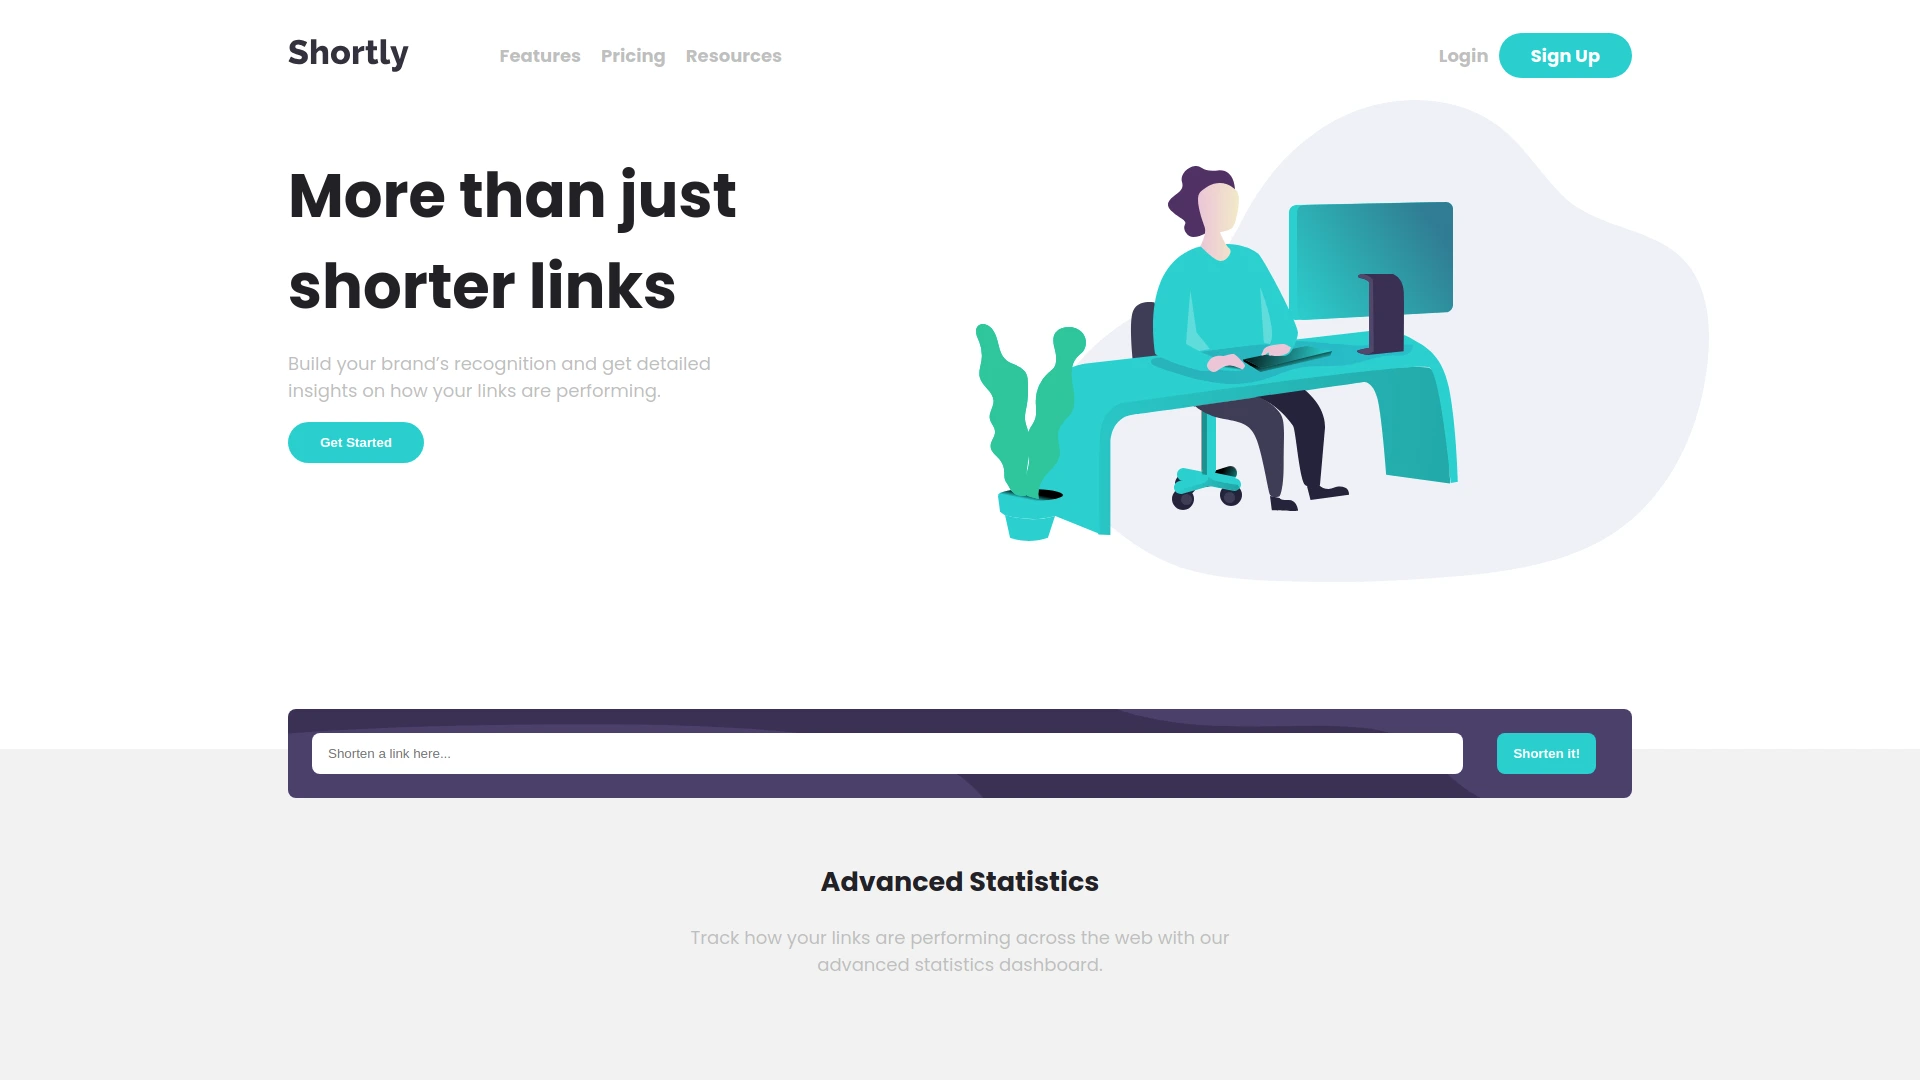 Shortly
Features Pricing Resources
Login Sign Up
More than just
shorter links
Build your brand’s recognition and get detailed
insights on how your links are performing.
Get Started
Shorten a link here...
Shorten it!
Advanced Statistics
Track how your links are performing across the web with our
advanced statistics dashboard.